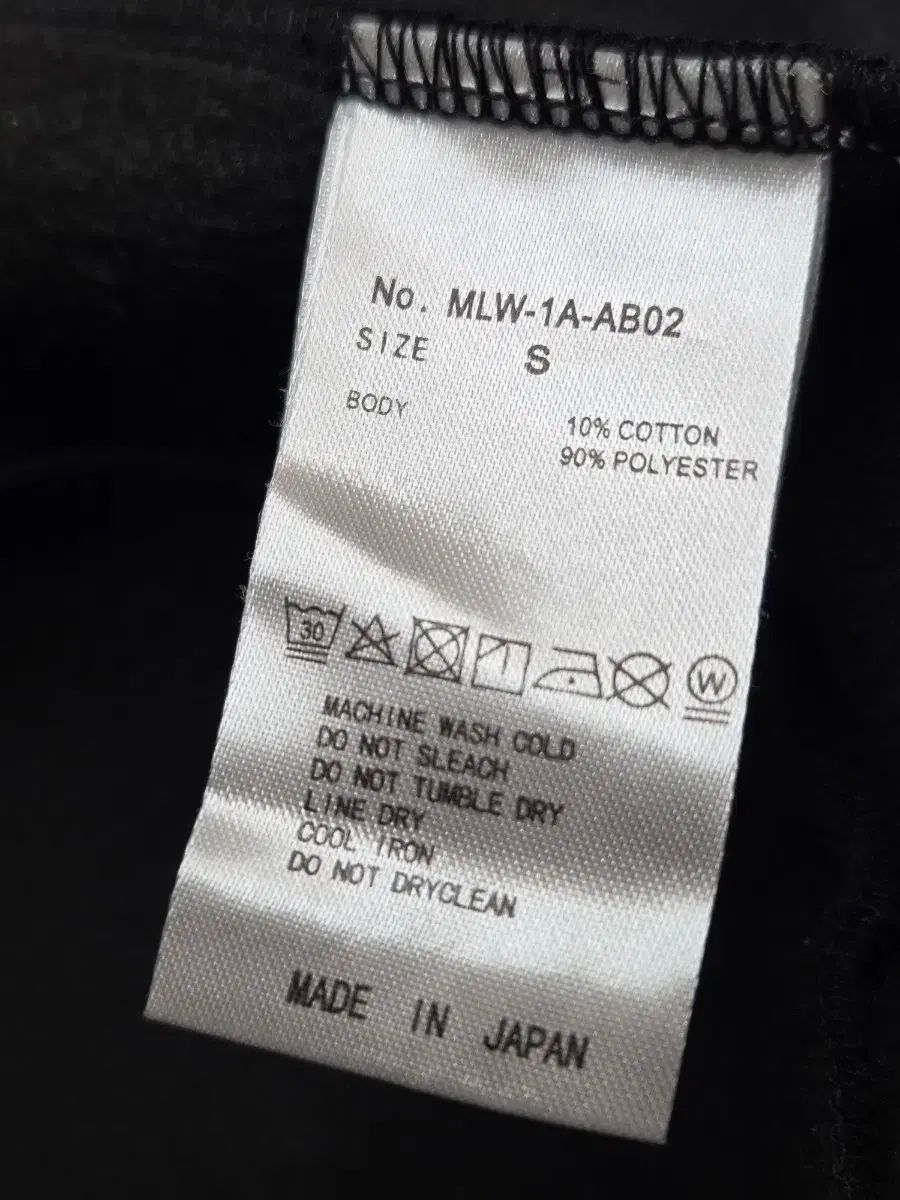 No. MLW-1A-AB02
SIZE S
BODY
10% COTTON
90% POLYESTER
30 W
MACHINE WASH COLD
DO NOT SLEACH
DO NOT TUMBLE DRY
LINE DRY
COOL IRON
DO NOT DRYCLEAN
MADE IN JAPAN